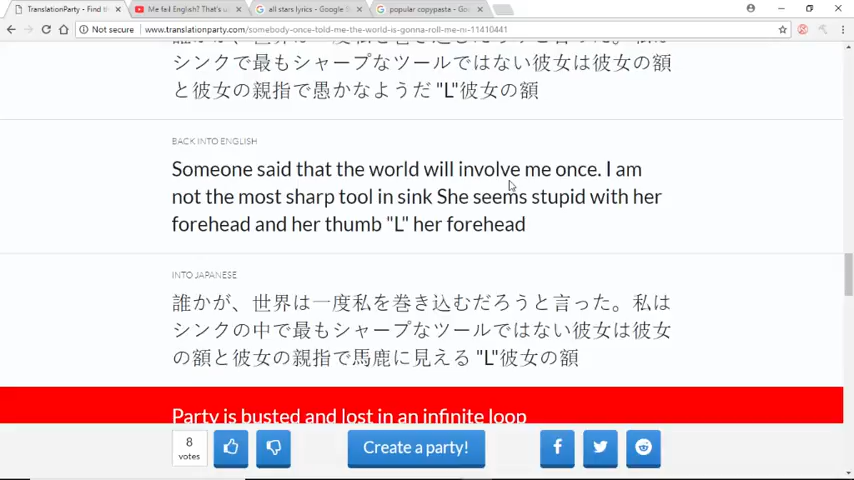 TranslationParty - Find th
Me fail English? That's u
all stars lyrics - Google S
popular copypasta - Goo
Not secure
www.translationparty.com/somebody-once-told-me-the-world-is-gonna-roll-me-ni-11410441
シンクで最もシャープなツールではない彼女は彼女の額
と彼女の親指で愚かなようだ "L"彼女の額
BACK INTO ENGLISH
Someone said that the world will involve me once. I am
not the most sharp tool in sink She seems stupid with her
forehead and her thumb "L" her forehead
INTO JAPANESE
誰かが、世界は一度私を巻き込むだろうと言った。私は
シンクの中で最もシャープなツールではない彼女は彼女
の額と彼女の親指で馬鹿に見える "L"彼女の額
Party is busted and lost in an infinite loop
8
votes
Create a party!